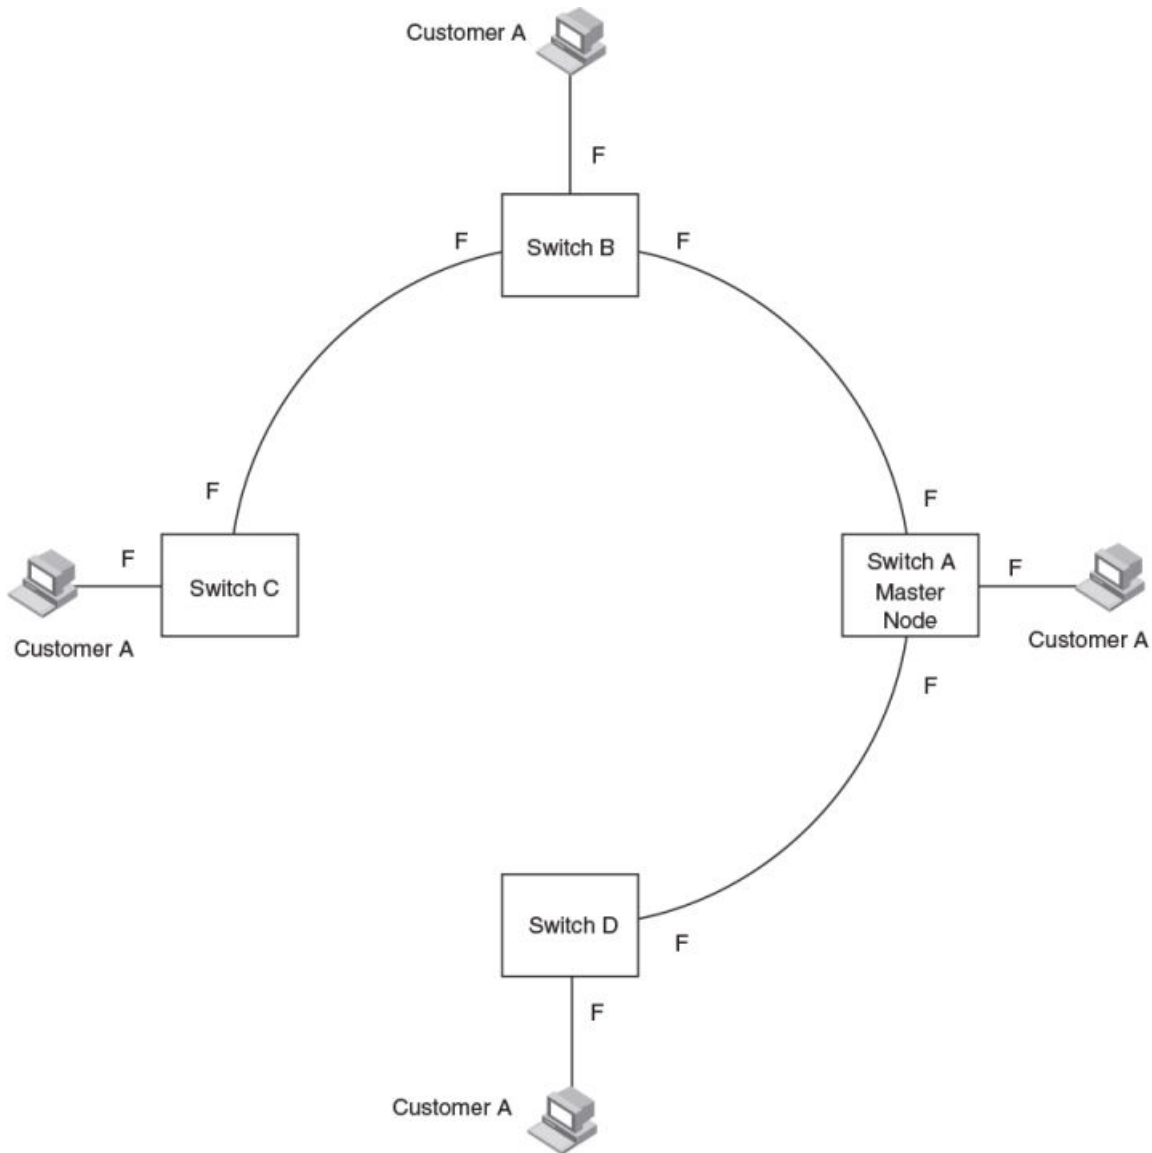 Customer A
F
F
Switch B
F
F
F
F
Switch C
Customer A
Switch A
Master
Node
F
Customer A
F
Switch D
F
F
Customer A